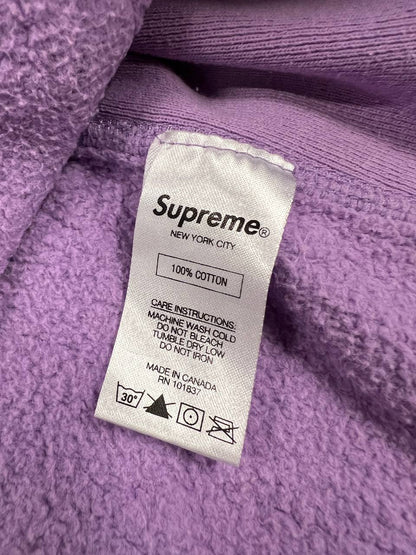 Supreme®
NEW YORK CITY
100% COTTON
CARE INSTRUCTIONS:
MACHINE WASH COLD
DO NOT BLEACH
TUMBLE DRY LOW
DO NOT IRON
MADE IN CANADA
RN 101837
30°